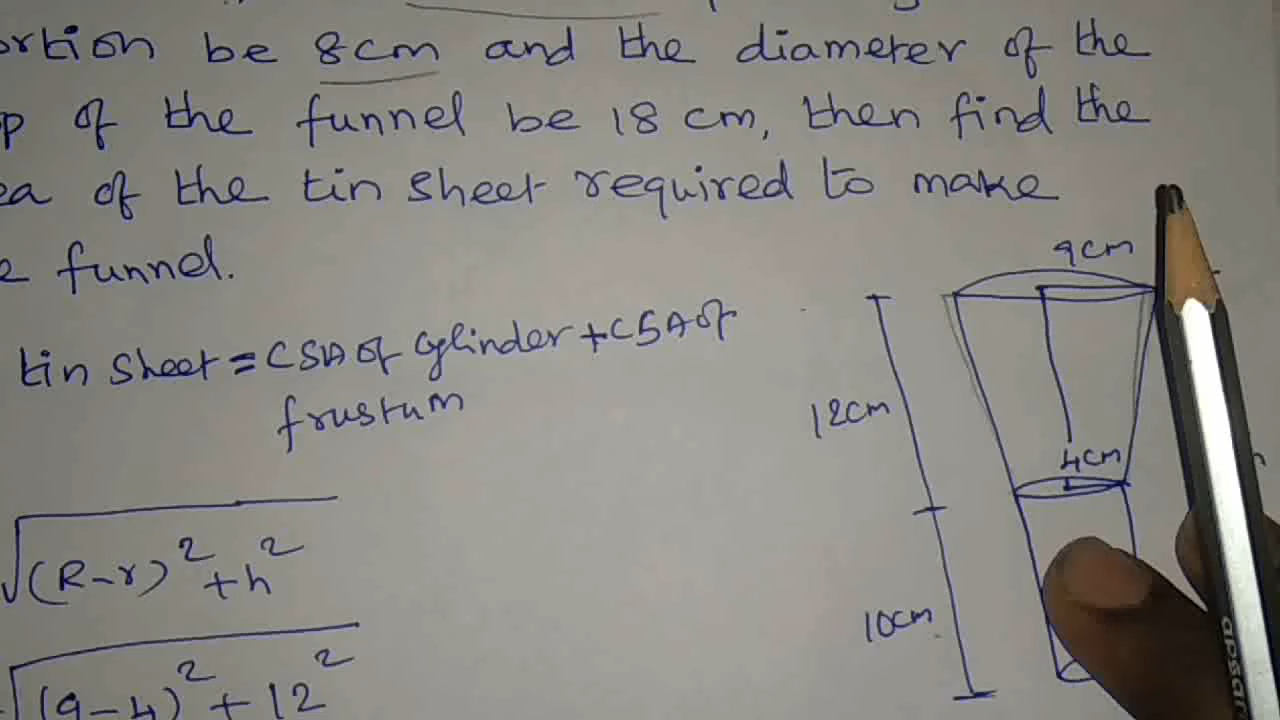 be 8cm and the diameter of the
of the funnel be 18 cm, then find the
of the tin sheet required to make
funnel.
9cm
tin sheet = CSA of Cylinder + CSA of
frustum
12cm
4cm
√(R-r)² + h²
10cm
√(9-4)² + 12²
apsara